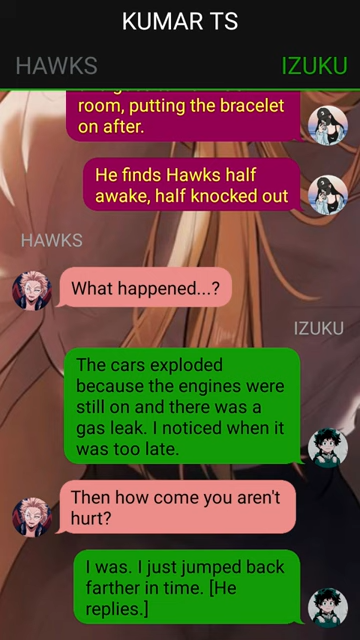 KUMAR TS
HAWKS
IZUKU
room, putting the bracelet
on after.
He finds Hawks half
awake, half knocked out
HAWKS
What happened...?
IZUKU
The cars exploded
because the engines were
still on and there was a
gas leak. I noticed when it
was too late.
Then how come you aren't
hurt?
I was. I just jumped back
farther in time. [He
replies.]